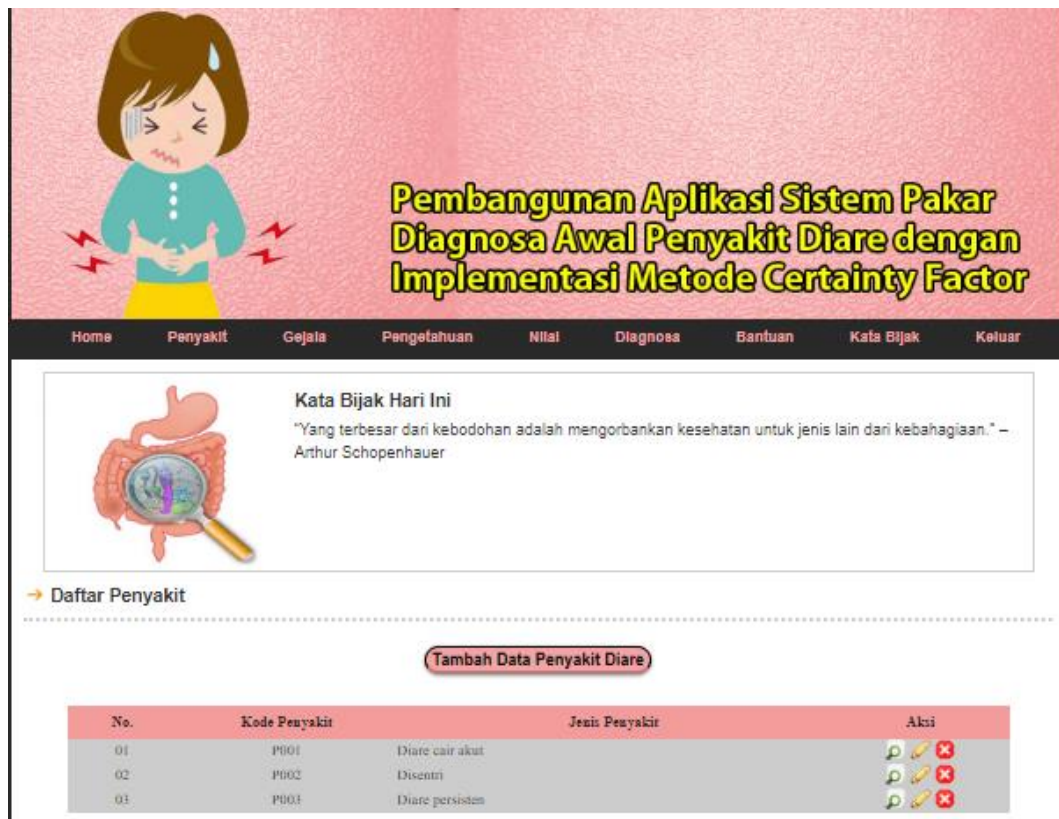 Pembangunan Aplikasi Sistem Pakar
Diagnosa Awal Penyakit Diare dengan
Implementasi Metode Certainty Factor
Home Penyakit Gejala Pengetahuan Nilai Diagnosa Bantuan Kata Bijak Keluar
Kata Bijak Hari Ini
"Yang terbesar dari kebodohan adalah mengorbankan kesehatan untuk jenis lain dari kebahagiaan." –
Arthur Schopenhauer
Daftar Penyakit
Tambah Data Penyakit Diare
No. Kode Penyakit Jenis Penyakit Aksi
01 P001 Diare cair akut
02 P002 Disentri
03 P003 Diare persisten